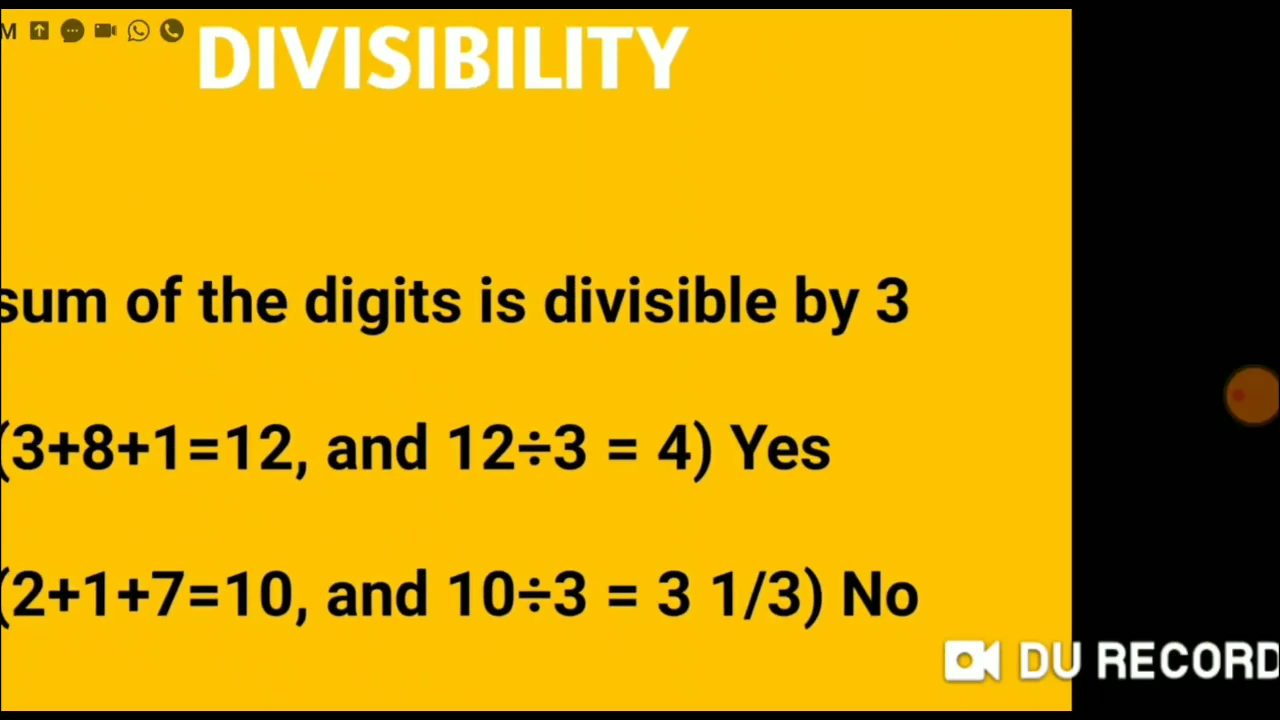 M
DIVISIBILITY
sum of the digits is divisible by 3
(3+8+1=12, and 12÷3 = 4) Yes
(2+1+7=10, and 10÷3 = 3 1/3) No
DU RECORD